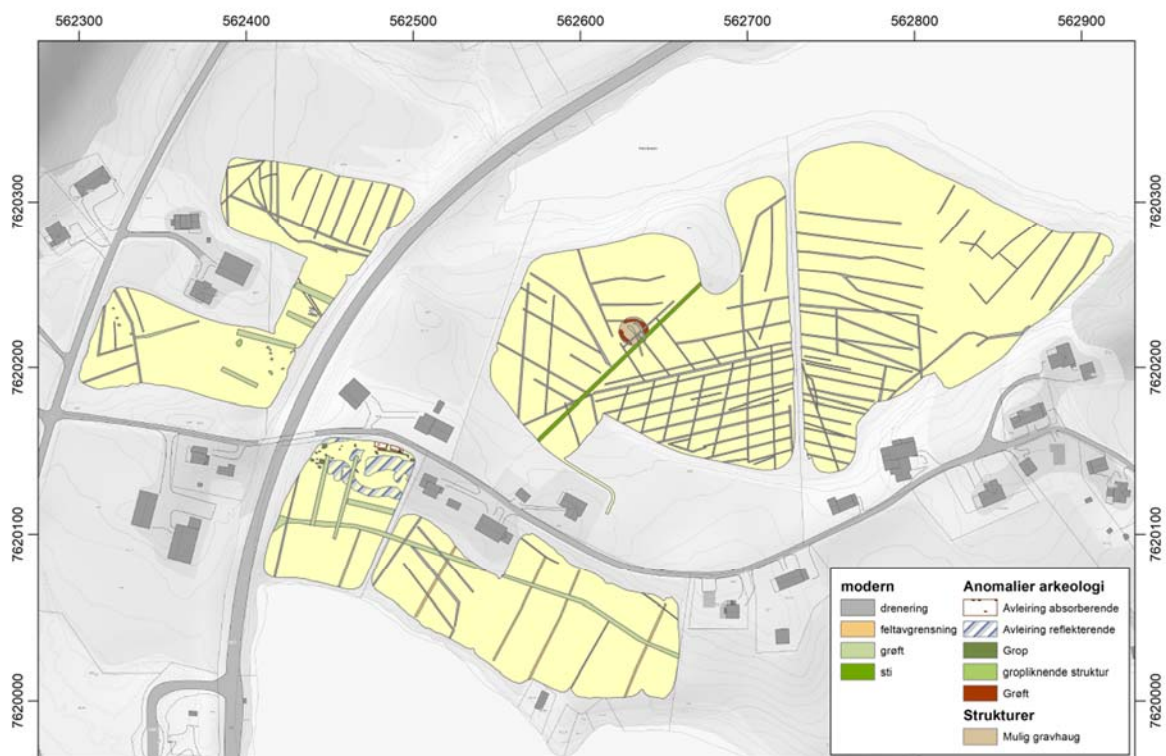 562300 562400 562500 562600 562700 562800 562900
7620300 7620300
7620200 7620200
7620100 7620100
7620000 7620000
modern
drenering
feltavgrensning
grøft
sti
Anomalier arkeologi
Avleiring absorberende
Avleiring reflekterende
Grop
gropliknende struktur
Grøft
Strukturer
Mulig gravhaug